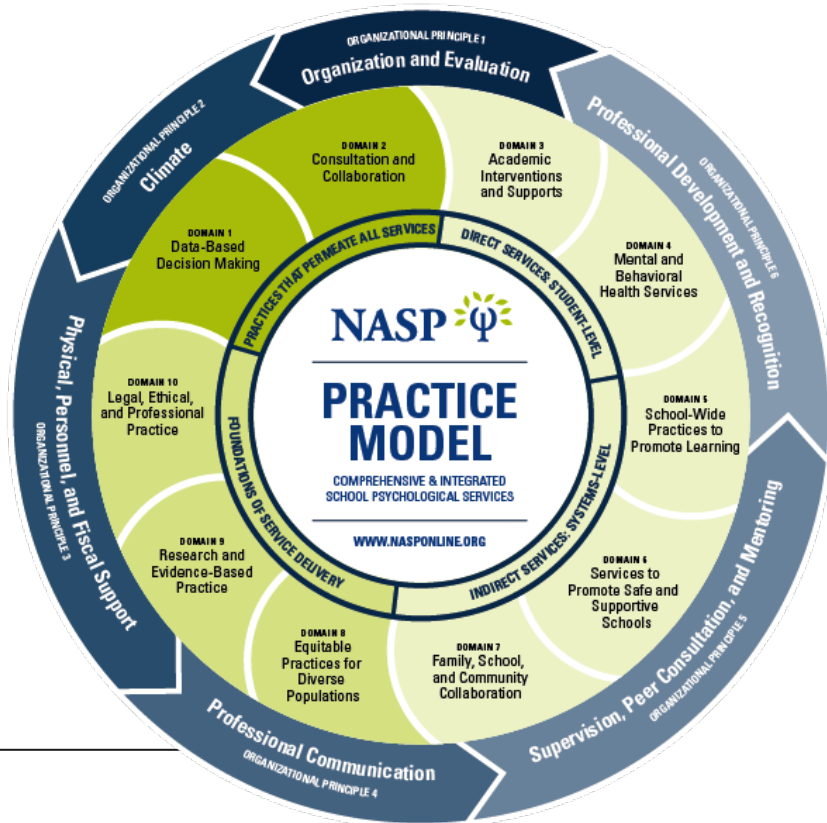 ORGANIZATIONAL PRINCIPLE 1
Organization and Evaluation
ORGANIZATIONAL PRINCIPLE 2
Climate
Physical, Personnel, and Fiscal Support
ORGANIZATIONAL PRINCIPLE 3
Professional Communication
ORGANIZATIONAL PRINCIPLE 4
Supervision, Peer Consultation, and Mentoring
ORGANIZATIONAL PRINCIPLE 5
Professional Development and Recognition
ORGANIZATIONAL PRINCIPLE 6
DOMAIN 1
Data-Based
Decision Making
DOMAIN 2
Consultation and
Collaboration
DOMAIN 3
Academic
Interventions
and Supports
DOMAIN 4
Mental and
Behavioral
Health Services
DOMAIN 5
School-Wide
Practices to
Promote Learning
DOMAIN 6
Services to
Promote Safe and
Supportive
Schools
DOMAIN 7
Family, School,
and Community
Collaboration
DOMAIN 8
Equitable
Practices for
Diverse
Populations
DOMAIN 9
Research and
Evidence-Based
Practice
DOMAIN 10
Legal, Ethical,
and Professional
Practice
PRACTICES THAT PERMEATE ALL SERVICES
DIRECT SERVICES: STUDENT-LEVEL
INDIRECT SERVICES: SYSTEMS-LEVEL
FOUNDATIONS OF SERVICE DELIVERY
NASP
PRACTICE
MODEL
COMPREHENSIVE & INTEGRATED
SCHOOL PSYCHOLOGICAL SERVICES
WWW.NASPONLINE.ORG